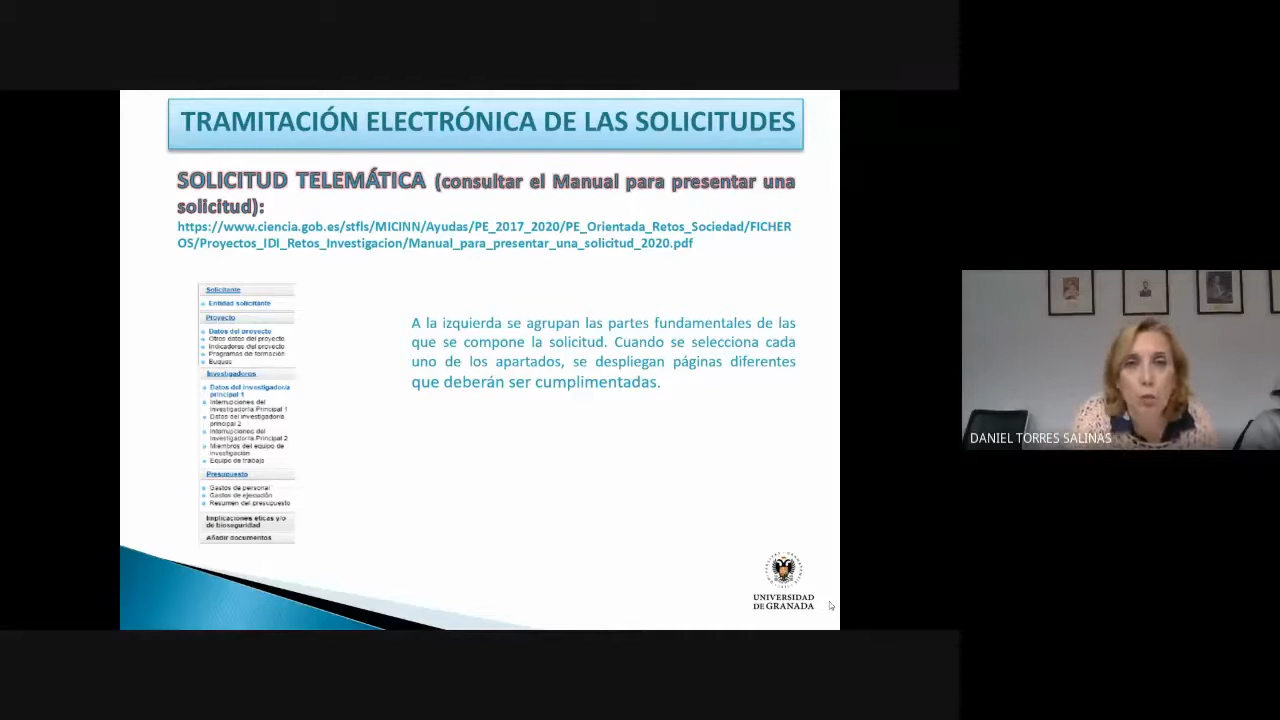 TRAMITACIÓN ELECTRÓNICA DE LAS SOLICITUDES
SOLICITUD TELEMÁTICA (consultar el Manual para presentar una
solicitud):
https://www.ciencia.gob.es/stfls/MICINN/Ayudas/PE_2017_2020/PE_Orientada_Retos_Sociedad/FICHER
OS/Proyectos_IDI_Retos_Investigacion/Manual_para_presentar_una_solicitud_2020.pdf
Solicitante
Entidad solicitante
Proyecto
Datos del proyecto
Otros datos del proyecto
Indicadores del proyecto
Programas de formación
Buques
Investigadores
Datos del investigador/a
principal 1
Interrupciones del
Investigador/a Principal 1
Datos del investigador/a
principal 2
Interrupciones del
Investigador/a Principal 2
Miembros del equipo de
investigación
Equipo de trabajo
Presupuesto
Gastos de personal
Gastos de ejecución
Resumen del presupuesto
Implicaciones eticas y/o
de bioseguridad
Añadir documentos
A la izquierda se agrupan las partes fundamentales de las
que se compone la solicitud. Cuando se selecciona cada
uno de los apartados, se despliegan páginas diferentes
que deberán ser cumplimentadas.
UNIVERSIDAD
DE GRANADA
DANIEL TORRES SALINAS